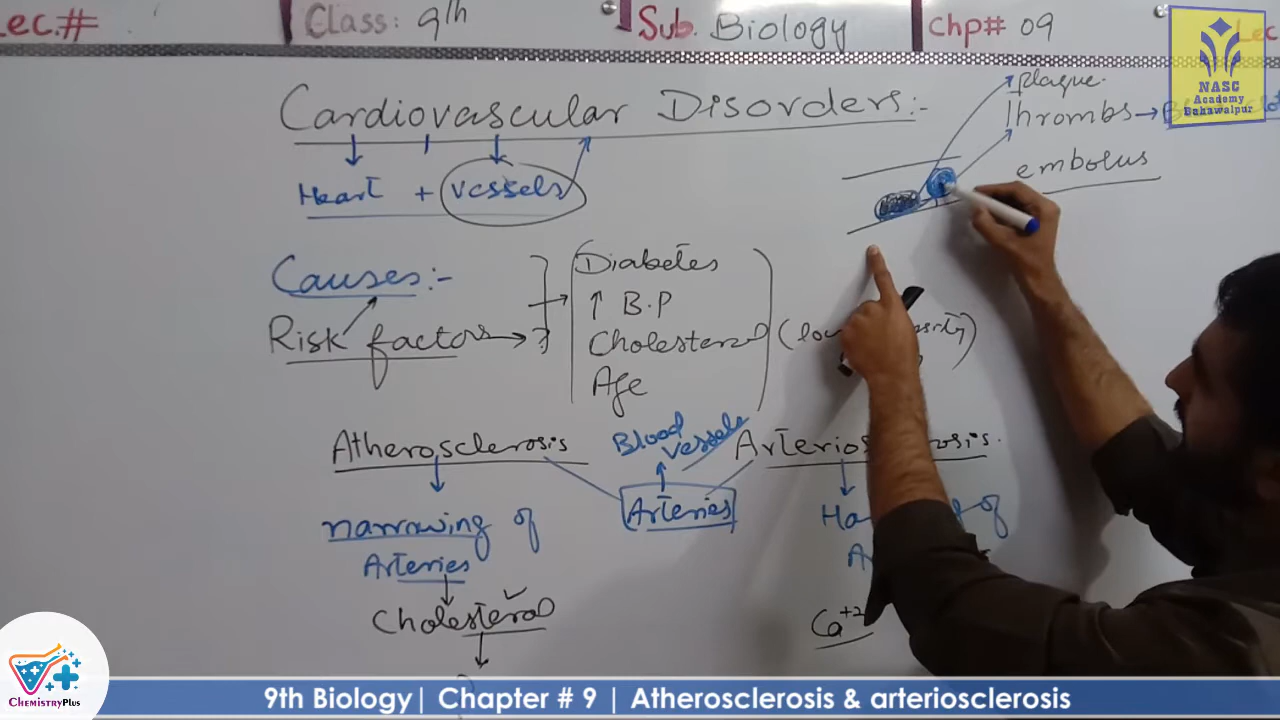 Lec.#
Class: 9th
Sub. Biology
Chp# 09
Lec
NASC
Academy
Bahawalpur
Cardiovascular Disorders:-
Heart + vessels
plaque.
Thrombs →
embolus
Causes:-
Risk factors
Diabetes
↑ B.P
Cholesterol
Age
Atherosclerosis
Blood vessels
Arteries
narrwing of
Arteries
Cholesterol
Ca+2
ChemistryPlus
9th Biology| Chapter # 9 | Atherosclerosis & arteriosclerosis